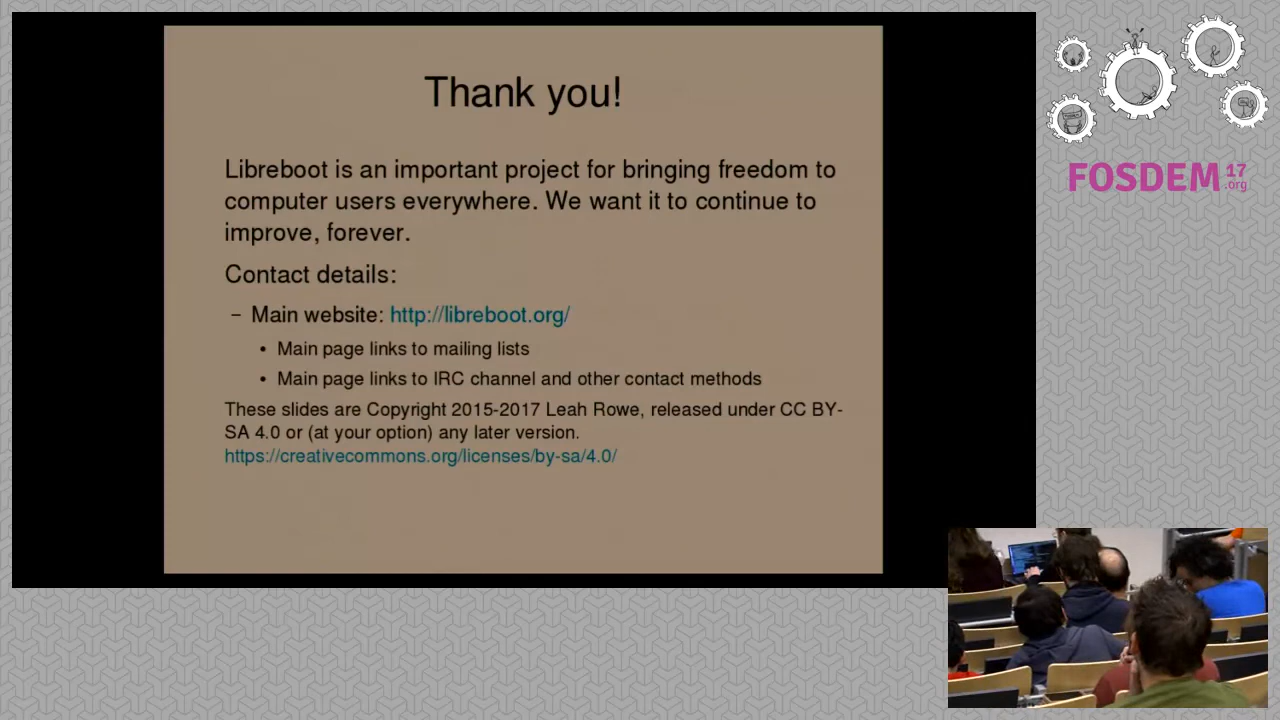 Thank you!
Libreboot is an important project for bringing freedom to
computer users everywhere. We want it to continue to
improve, forever.
Contact details:
– Main website: http://libreboot.org/
• Main page links to mailing lists
• Main page links to IRC channel and other contact methods
These slides are Copyright 2015-2017 Leah Rowe, released under CC BY-
SA 4.0 or (at your option) any later version.
https://creativecommons.org/licenses/by-sa/4.0/
FOSDEM 17
.org